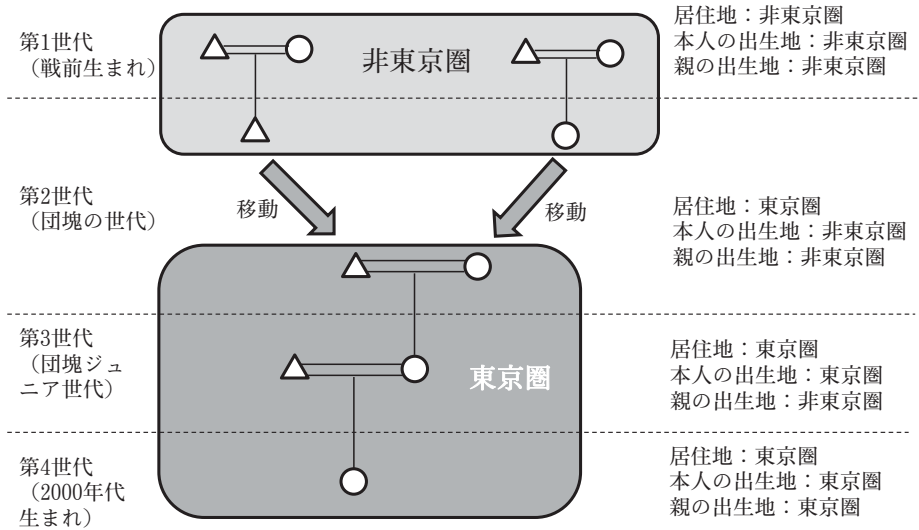 第1世代
（戦前生まれ）
非東京圏
居住地：非東京圏
本人の出生地：非東京圏
親の出生地：非東京圏
第2世代
（団塊の世代）
移動
移動
居住地：東京圏
本人の出生地：非東京圏
親の出生地：非東京圏
第3世代
（団塊ジュ
ニア世代）
東京圏
居住地：東京圏
本人の出生地：東京圏
親の出生地：非東京圏
第4世代
（2000年代
生まれ）
居住地：東京圏
本人の出生地：東京圏
親の出生地：東京圏